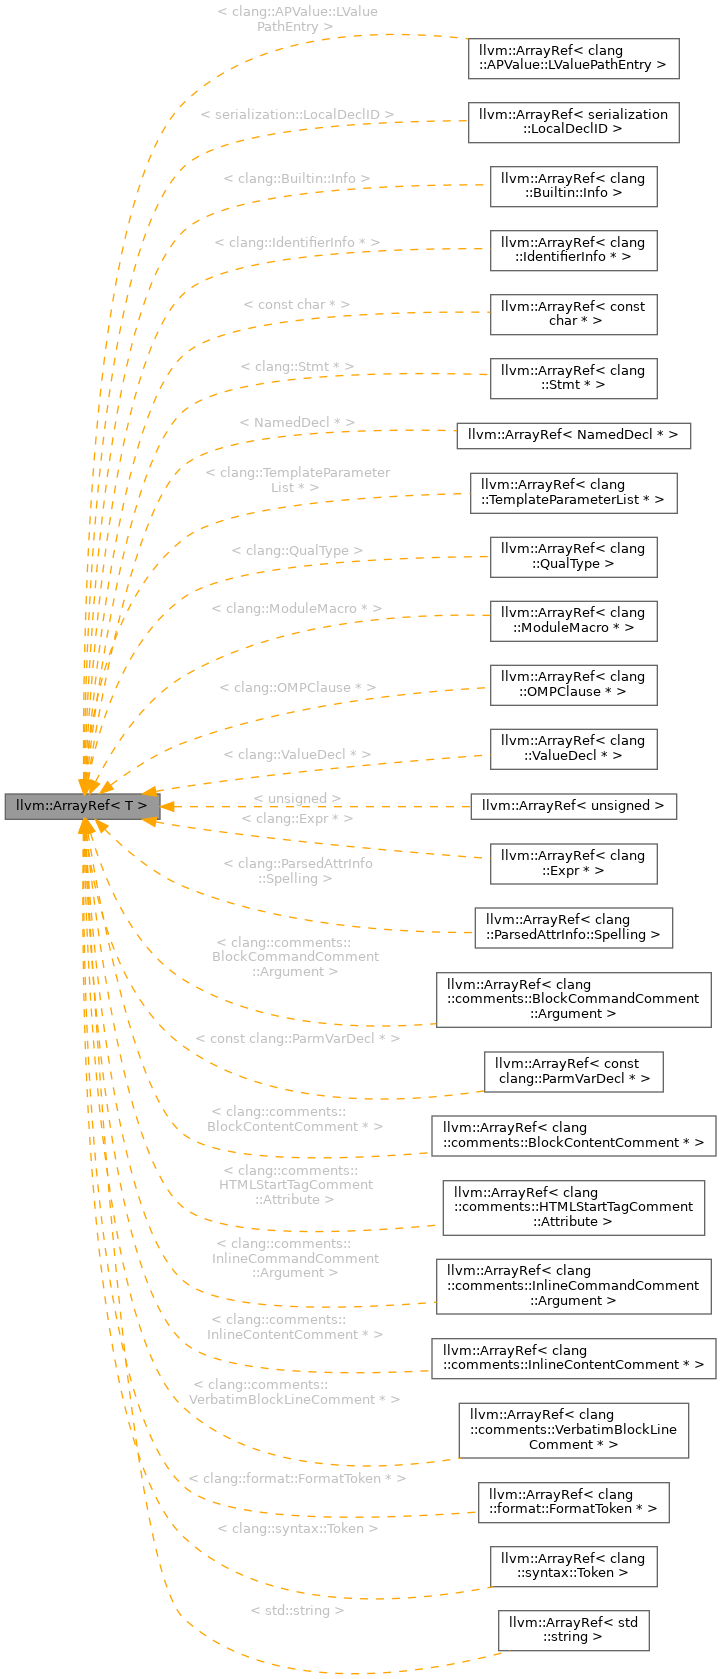 < clang::APValue::LValue
PathEntry >
llvm::ArrayRef< clang
::APValue::LValuePathEntry >
< serialization::LocalDeclID >
llvm::ArrayRef< serialization
::LocalDeclID >
< clang::Builtin::Info >
llvm::ArrayRef< clang
::Builtin::Info >
< clang::IdentifierInfo * >
llvm::ArrayRef< clang
::IdentifierInfo * >
< const char * >
llvm::ArrayRef< const
char * >
< clang::Stmt * >
llvm::ArrayRef< clang
::Stmt * >
< NamedDecl * >
llvm::ArrayRef< NamedDecl * >
< clang::TemplateParameter
List * >
llvm::ArrayRef< clang
::TemplateParameterList * >
< clang::QualType >
llvm::ArrayRef< clang
::QualType >
< clang::ModuleMacro * >
llvm::ArrayRef< clang
::ModuleMacro * >
< clang::OMPClause * >
llvm::ArrayRef< clang
::OMPClause * >
< clang::ValueDecl * >
llvm::ArrayRef< clang
::ValueDecl * >
llvm::ArrayRef< T >
< unsigned >
llvm::ArrayRef< unsigned >
< clang::Expr * >
llvm::ArrayRef< clang
::Expr * >
< clang::ParsedAttrInfo
::Spelling >
llvm::ArrayRef< clang
::ParsedAttrInfo::Spelling >
< clang::comments::
BlockCommandComment
::Argument >
llvm::ArrayRef< clang
::comments::BlockCommandComment
::Argument >
< const clang::ParmVarDecl * >
llvm::ArrayRef< const
clang::ParmVarDecl * >
< clang::comments::
BlockContentComment * >
llvm::ArrayRef< clang
::comments::BlockContentComment * >
< clang::comments::
HTMLStartTagComment
::Attribute >
llvm::ArrayRef< clang
::comments::HTMLStartTagComment
::Attribute >
< clang::comments::
InlineCommandComment
::Argument >
llvm::ArrayRef< clang
::comments::InlineCommandComment
::Argument >
< clang::comments::
InlineContentComment * >
llvm::ArrayRef< clang
::comments::InlineContentComment * >
< clang::comments::
VerbatimBlockLineComment * >
llvm::ArrayRef< clang
::comments::VerbatimBlockLine
Comment * >
< clang::format::FormatToken * >
llvm::ArrayRef< clang
::format::FormatToken * >
< clang::syntax::Token >
llvm::ArrayRef< clang
::syntax::Token >
< std::string >
llvm::ArrayRef< std
::string >